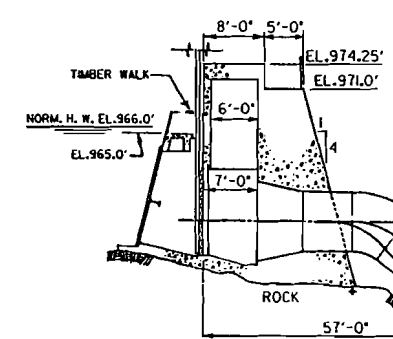 8'-0" 5'-0"
EL.974.25'
TIMBER WALK
EL.971.0'
NORM. H. W. EL.966.0'
6'-0"
1
EL.965.0'
4
7'-0"
ROCK
57'-0"